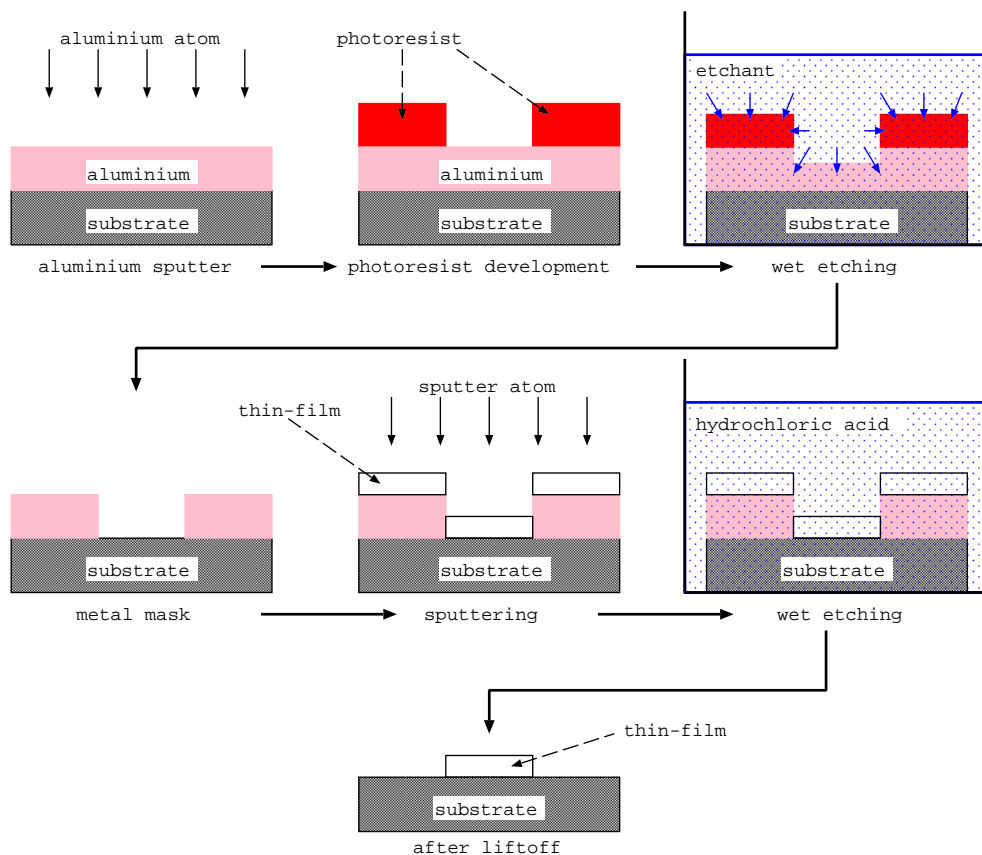 aluminium atom
photoresist
etchant
aluminium
aluminium
substrate
substrate
substrate
aluminium sputter
photoresist development
wet etching
sputter atom
thin-film
hydrochloric acid
substrate
substrate
substrate
metal mask
sputtering
wet etching
thin-film
substrate
after liftoff